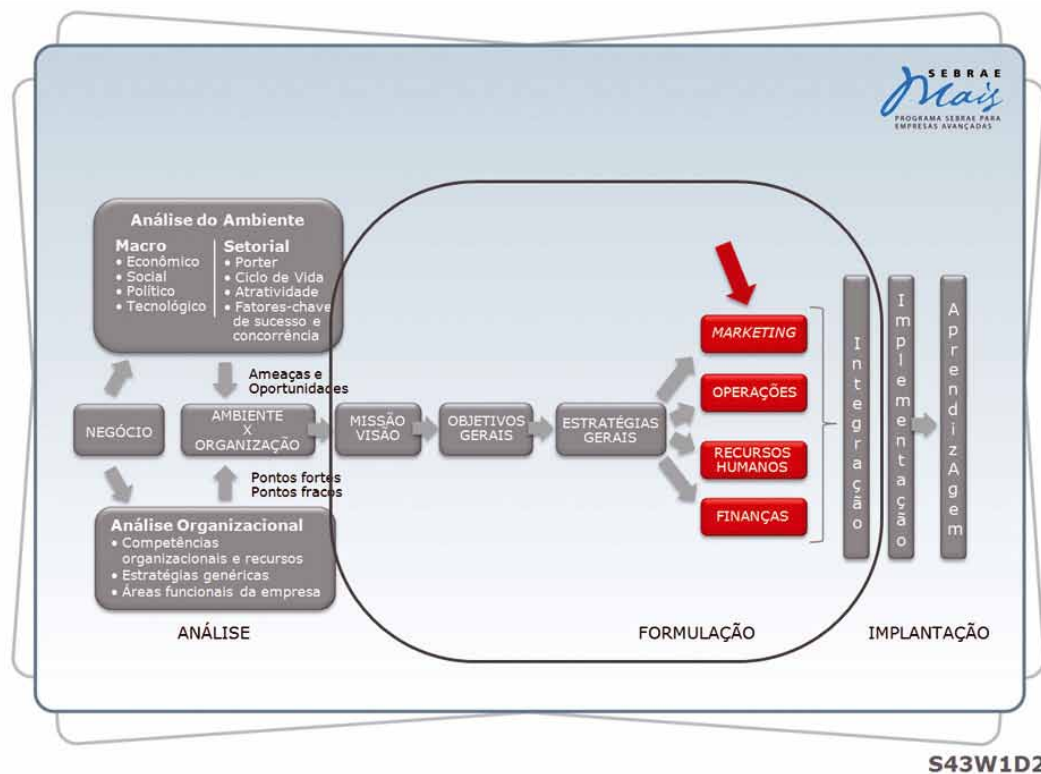 SEBRAE
Mais
PROGRAMA SEBRAE PARA
EMPRESAS AVANÇADAS
Análise do Ambiente
Macro
• Econômico
• Social
• Político
• Tecnológico
Setorial
• Porter
• Ciclo de Vida
• Atratividade
• Fatores-chave
de sucesso e
concorrência
Ameaças e
Oportunidades
NEGÓCIO
AMBIENTE
X
ORGANIZAÇÃO
MISSÃO
VISÃO
OBJETIVOS
GERAIS
ESTRATÉGIAS
GERAIS
MARKETING
OPERAÇÕES
RECURSOS
HUMANOS
FINANÇAS
Integração
Implementação
AprendizAgem
Pontos fortes
Pontos fracos
Análise Organizacional
• Competências
organizacionais e recursos
• Estratégias genéricas
• Áreas funcionais da empresa
ANÁLISE
FORMULAÇÃO
IMPLANTAÇÃO
S43W1D2